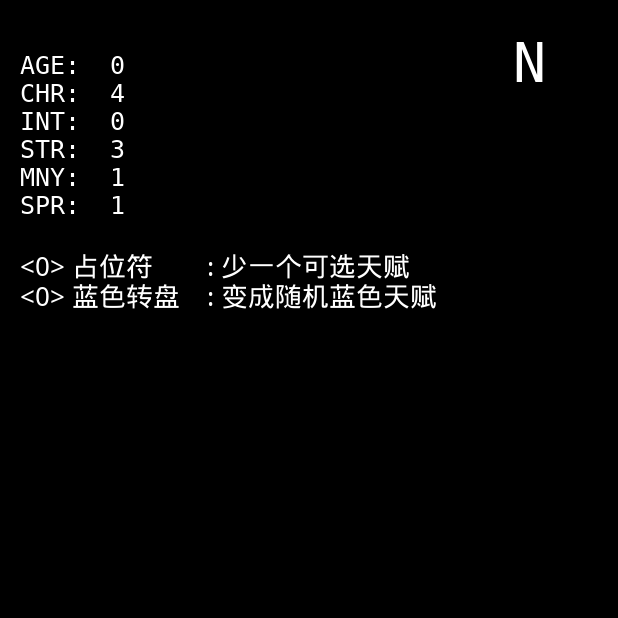 N
AGE: 0
CHR: 4
INT: 0
STR: 3
MNY: 1
SPR: 1
<O> 占位符 : 少一个可选天赋
<O> 蓝色转盘 : 变成随机蓝色天赋